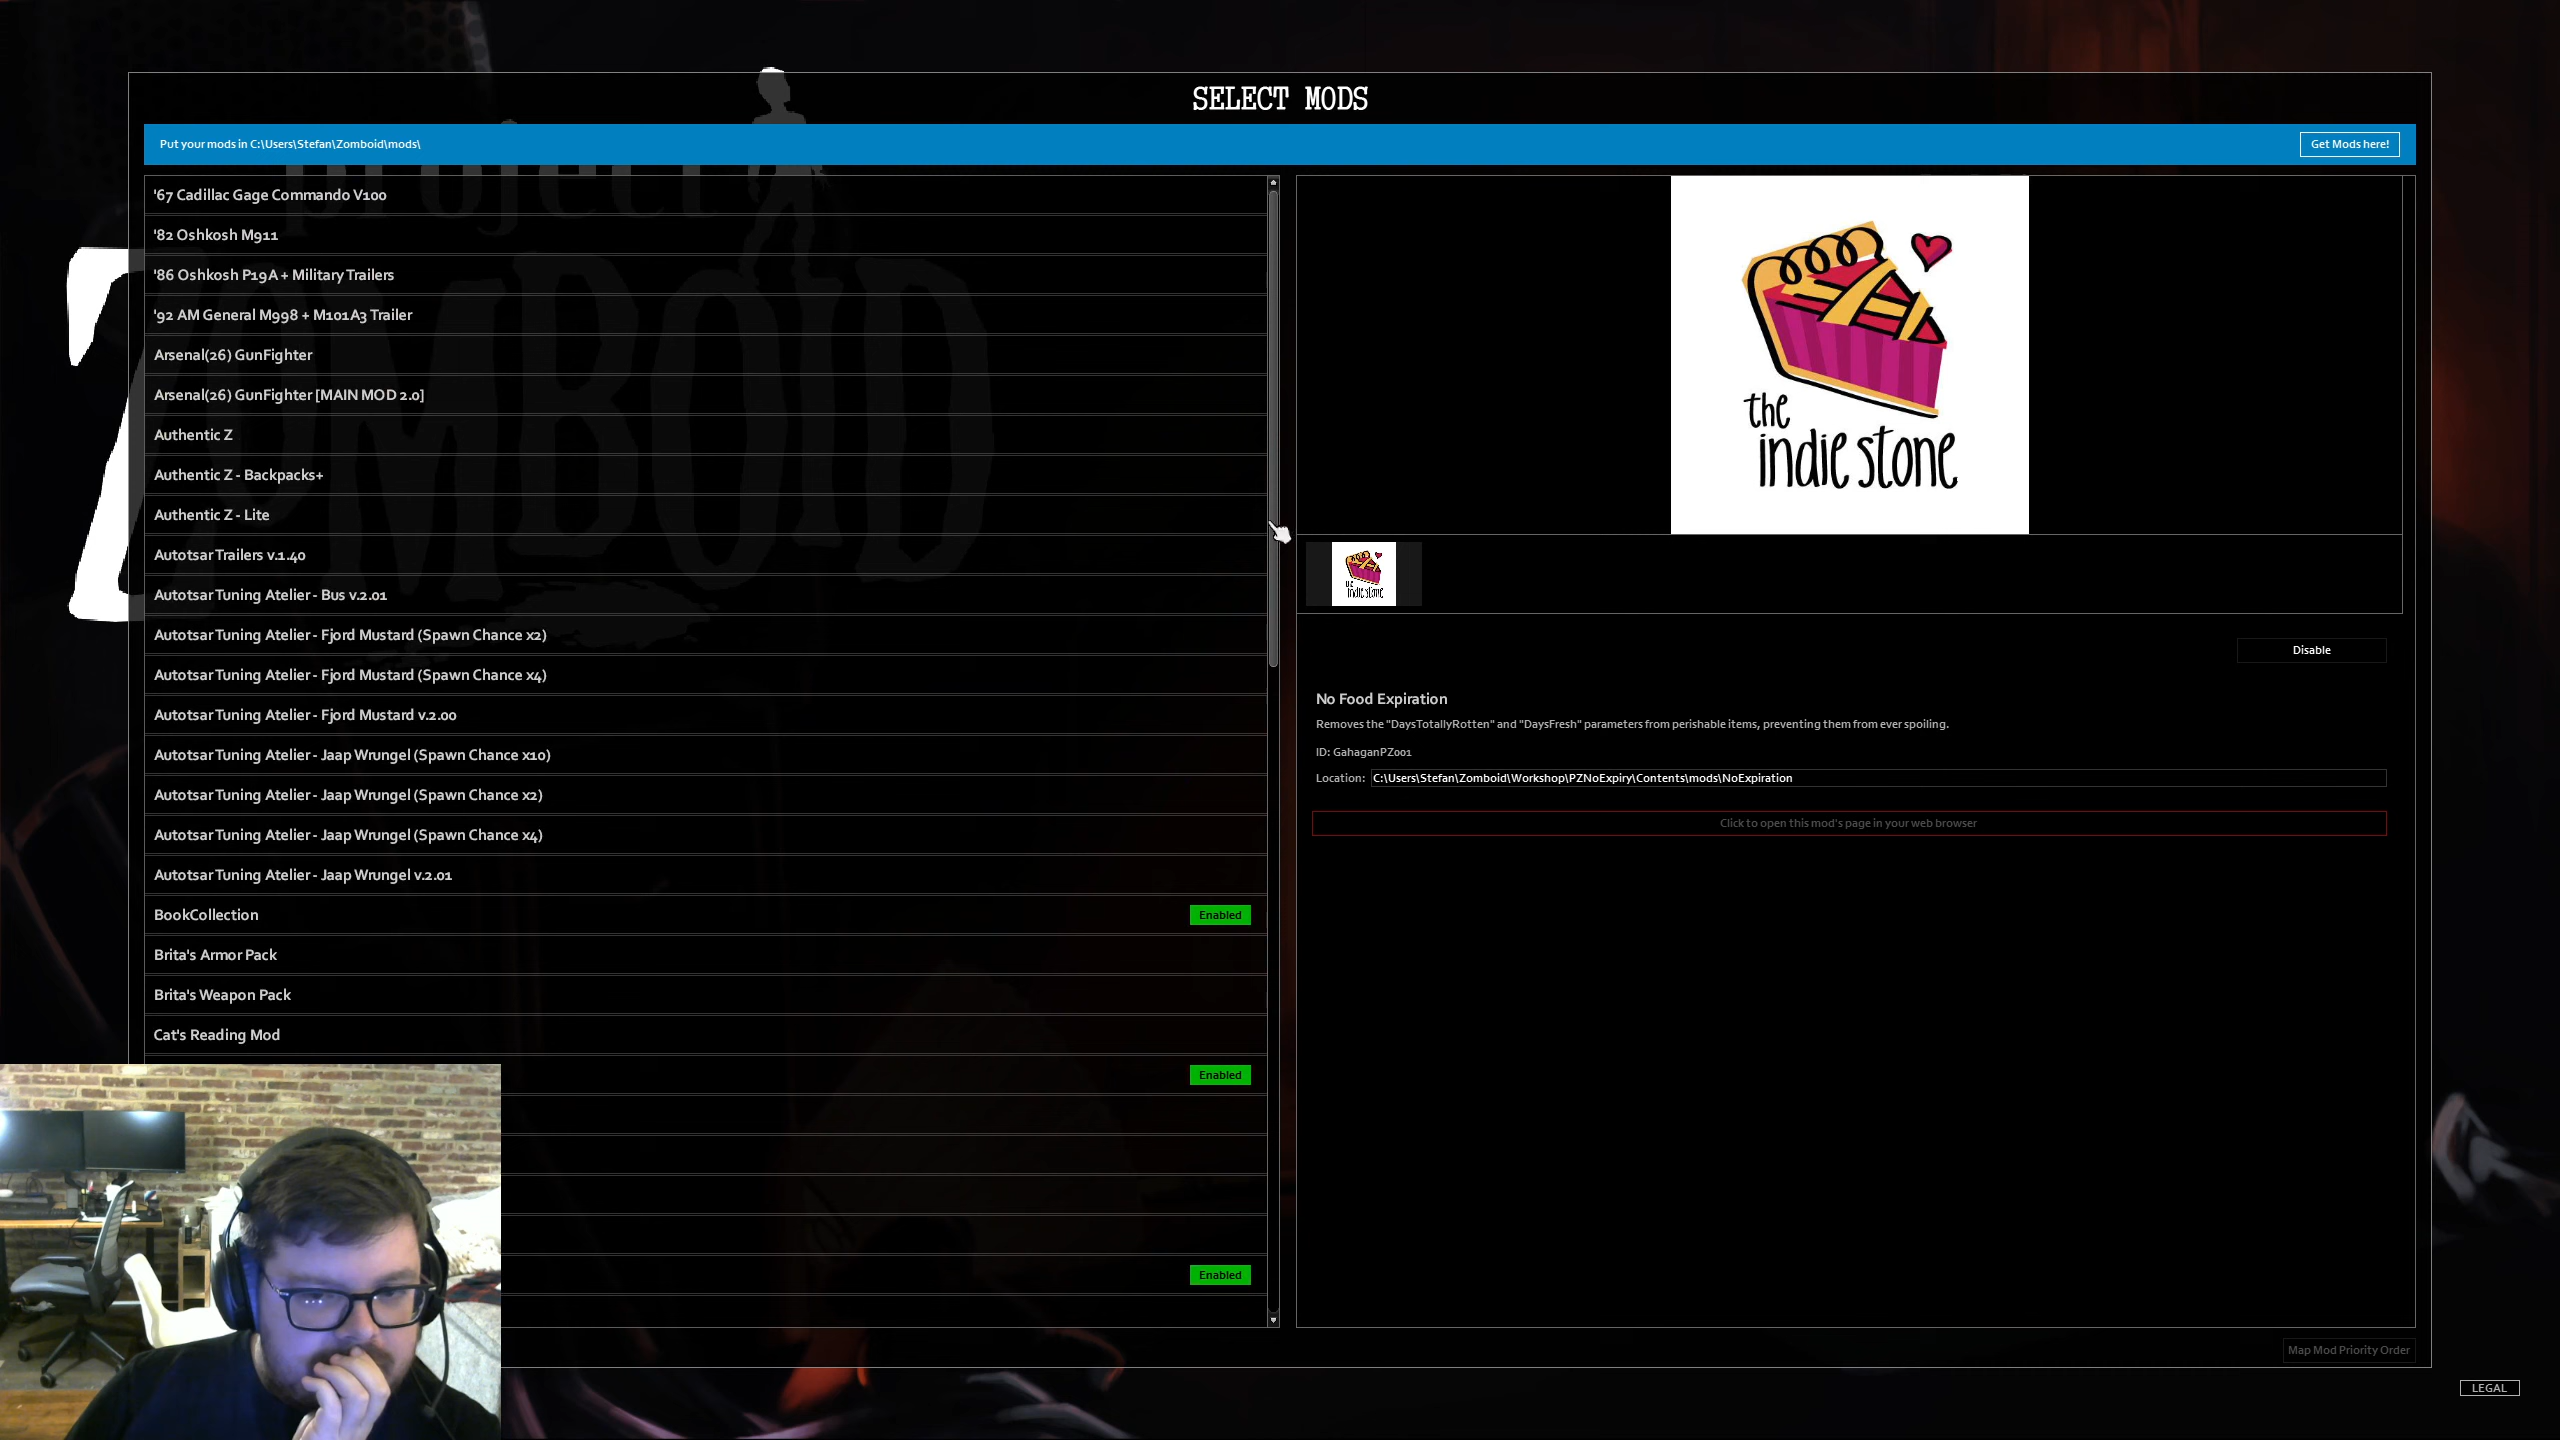 project
ZOMBOID
SELECT MODS
Put your mods in C:\Users\Stefan\Zomboid\mods\
Get Mods here!
'67 Cadillac Gage Commando V100
'82 Oshkosh M911
'86 Oshkosh P19A + Military Trailers
'92 AM General M998 + M101A3 Trailer
Arsenal(26) GunFighter
Arsenal(26) GunFighter [MAIN MOD 2.0]
Authentic Z
Authentic Z - Backpacks+
Authentic Z - Lite
Autotsar Trailers v.1.40
Autotsar Tuning Atelier - Bus v.2.01
Autotsar Tuning Atelier - Fjord Mustard (Spawn Chance x2)
Autotsar Tuning Atelier - Fjord Mustard (Spawn Chance x4)
Autotsar Tuning Atelier - Fjord Mustard v.2.00
Autotsar Tuning Atelier - Jaap Wrungel (Spawn Chance x10)
Autotsar Tuning Atelier - Jaap Wrungel (Spawn Chance x2)
Autotsar Tuning Atelier - Jaap Wrungel (Spawn Chance x4)
Autotsar Tuning Atelier - Jaap Wrungel v.2.01
BookCollection Enabled
Brita's Armor Pack
Brita's Weapon Pack
Cat's Reading Mod
Enabled
Enabled
the
indie stone
the
indie stone
Disable
No Food Expiration
Removes the "DaysTotallyRotten" and "DaysFresh" parameters from perishable items, preventing them from ever spoiling.
ID: GahaganPZ001
Location: C:\Users\Stefan\Zomboid\Workshop\PZNoExpiry\Contents\mods\NoExpiration
Click to open this mod's page in your web browser
Map Mod Priority Order
LEGAL